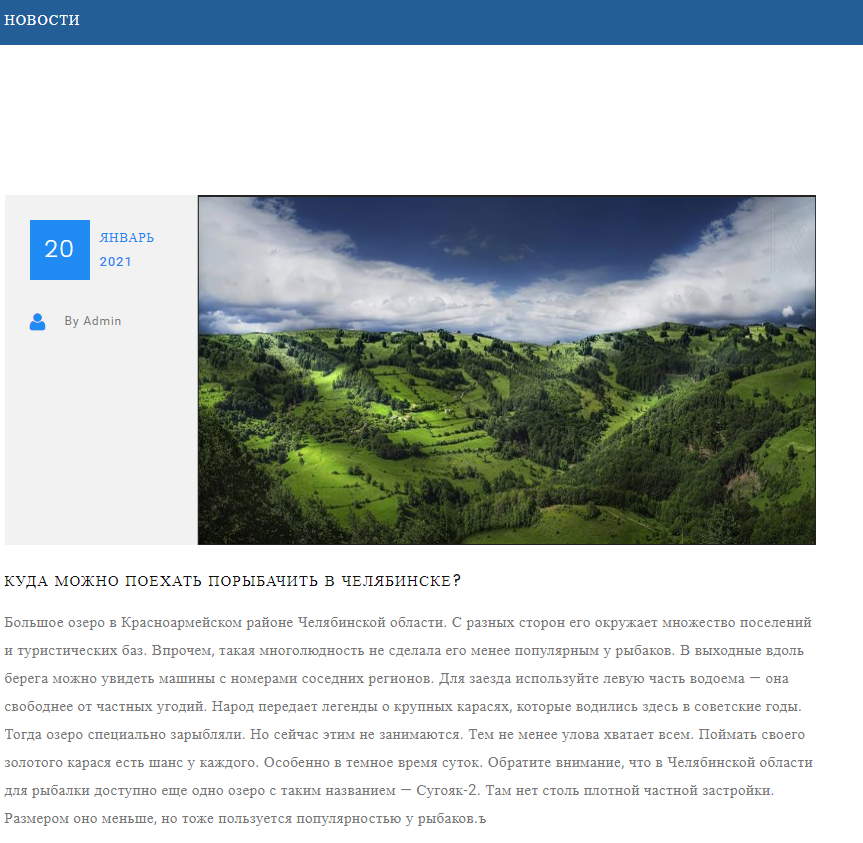 НОВОСТИ
20
ЯНВАРЬ
2021
By Admin
КУДА МОЖНО ПОЕХАТЬ ПОРЫБАЧИТЬ В ЧЕЛЯБИНСКЕ?
Большое озеро в Красноармейском районе Челябинской области. С разных сторон его окружает множество поселений
и туристических баз. Впрочем, такая многолюдность не сделала его менее популярным у рыбаков. В выходные вдоль
берега можно увидеть машины с номерами соседних регионов. Для заезда используйте левую часть водоема — она
свободнее от частных угодий. Народ передает легенды о крупных карасях, которые водились здесь в советские годы.
Тогда озеро специально зарыбляли. Но сейчас этим не занимаются. Тем не менее улова хватает всем. Поймать своего
золотого карася есть шанс у каждого. Особенно в темное время суток. Обратите внимание, что в Челябинской области
для рыбалки доступно еще одно озеро с таким названием — Сугояк-2. Там нет столь плотной частной застройки.
Размером оно меньше, но тоже пользуется популярностью у рыбаков.ъ